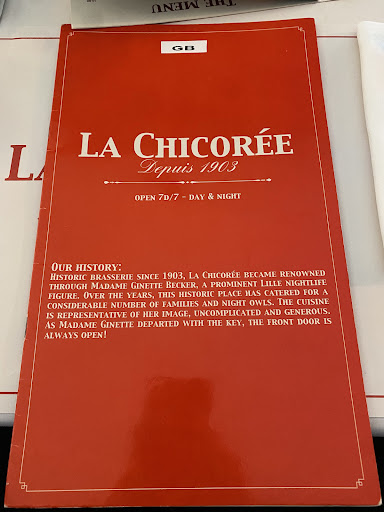 THE MENU
GB
LA CHICORÉE
Depuis 1903
OPEN 7D/7 - DAY & NIGHT
OUR HISTORY:
HISTORIC BRASSERIE SINCE 1903, LA CHICORÉE BECAME RENOWNED
THROUGH MADAME GINETTE BECKER, A PROMINENT LILLE NIGHTLIFE
FIGURE. OVER THE YEARS, THIS HISTORIC PLACE HAS CATERED FOR A
CONSIDERABLE NUMBER OF FAMILIES AND NIGHT OWLS. THE CUISINE
IS REPRESENTATIVE OF HER IMAGE, UNCOMPLICATED AND GENEROUS.
AS MADAME GINETTE DEPARTED WITH THE KEY, THE FRONT DOOR IS
ALWAYS OPEN!